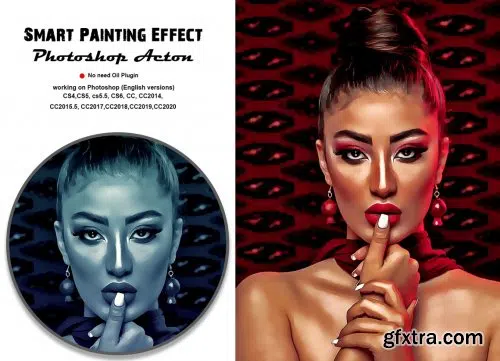 SMART PAINTING EFFECT
Photoshop Acton
No need Oil Plugin
working on Photoshop (English versions)
CS4,CS5, cs5.5, CS6, CC, CC2014,
CC2015.5, CC2017,CC2018,CC2019,CC2020
gfxtra.com